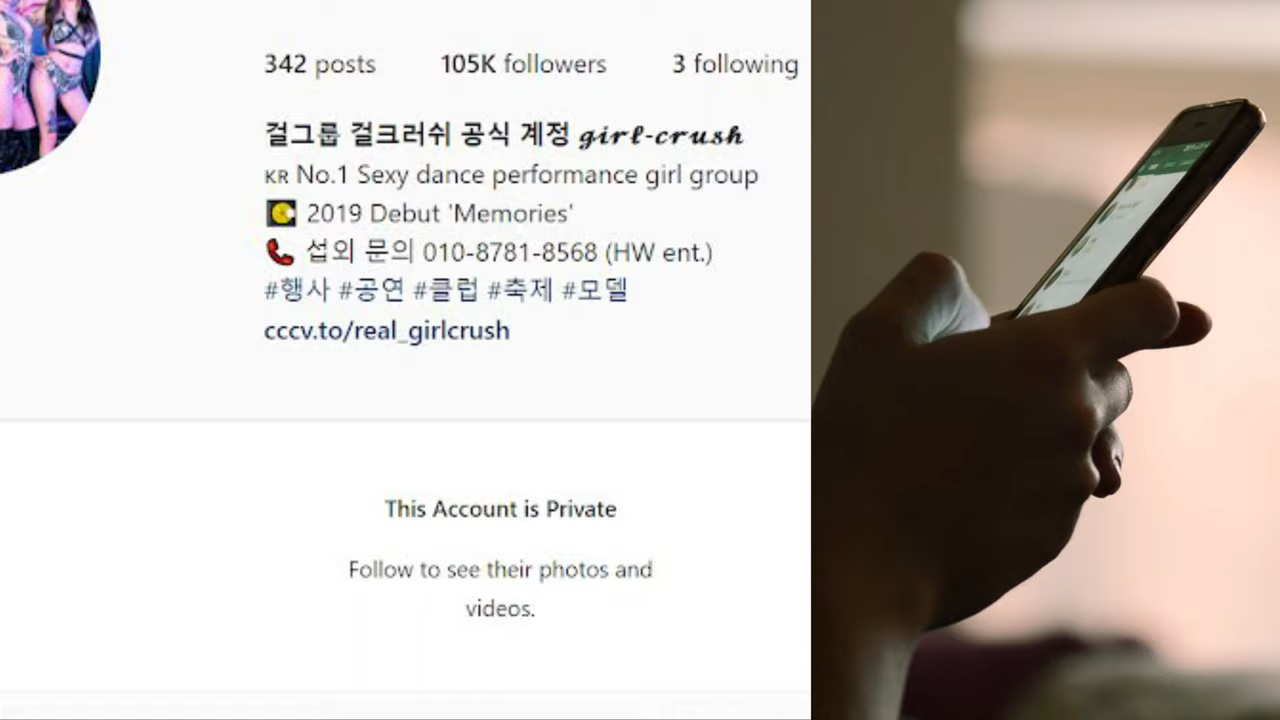 342 posts 105K followers 3 following
걸그룹 걸크러쉬 공식 계정 𝓰𝓲𝓻𝓵-𝓬𝓻𝓾𝓼𝓱
ᴋʀ No.1 Sexy dance performance girl group
2019 Debut 'Memories'
섭외 문의 010-8781-8568 (HW ent.)
#행사 #공연 #클럽 #축제 #모델
cccv.to/real_girlcrush
This Account is Private
Follow to see their photos and
videos.